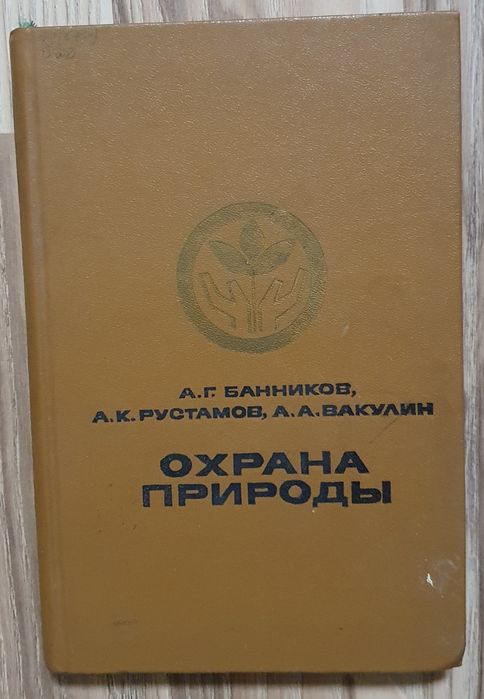 А.Г. БАННИКОВ,
А.К. РУСТАМОВ, А.А. ВАКУЛИН
ОХРАНА
ПРИРОДЫ